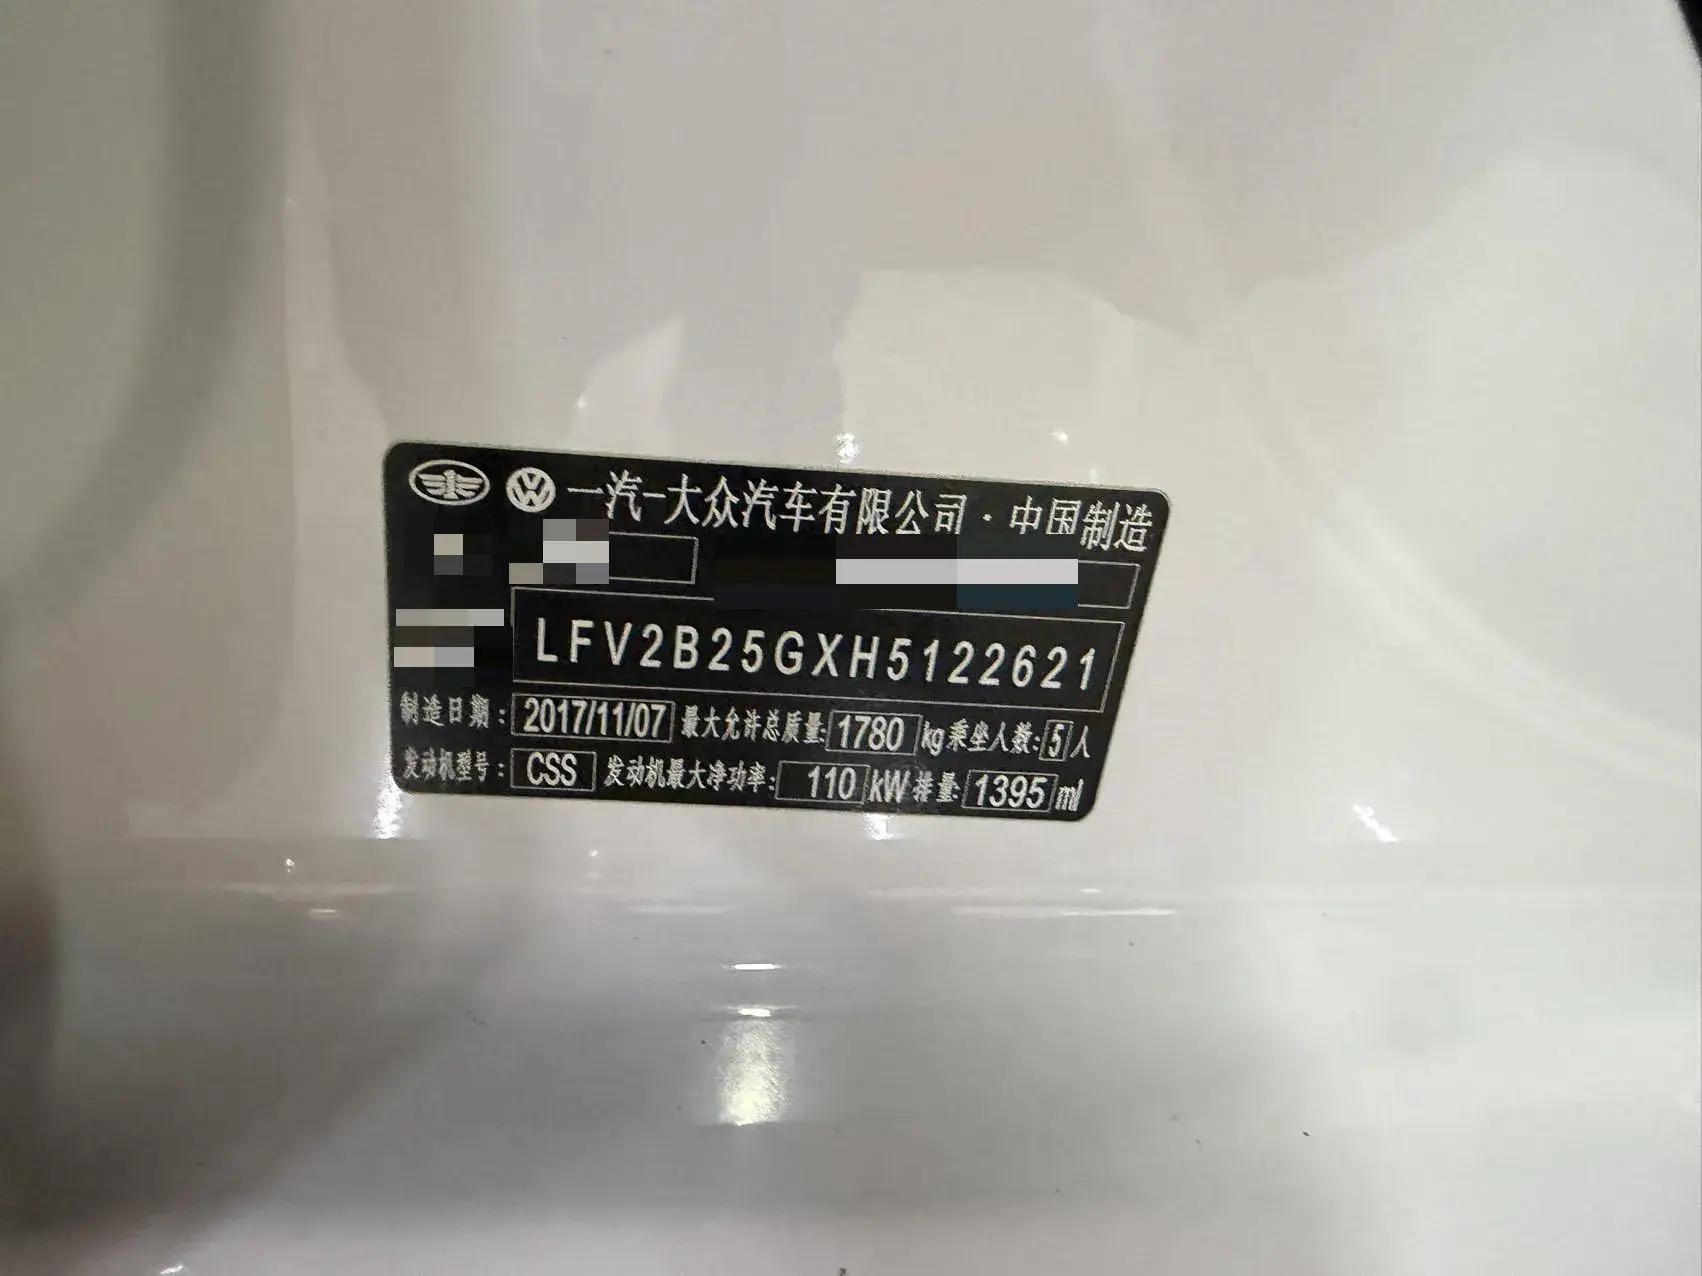 一汽-大众汽车有限公司·中国制造
LFV2B25GXH5122621
制造日期：2017/11/07 最大允许总质量：1780 kg 乘坐人数：5人
发动机型号：CSS 发动机最大净功率：110 kW 排量：1395 ml